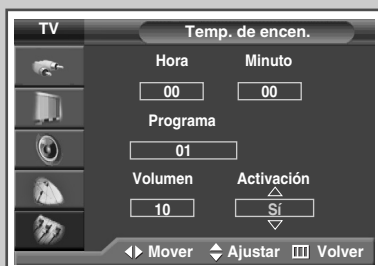 TV
Temp. de encen.
Hora Minuto
00 00
Programa
01
Volumen Activación
10 Sí
Mover Ajustar Volver